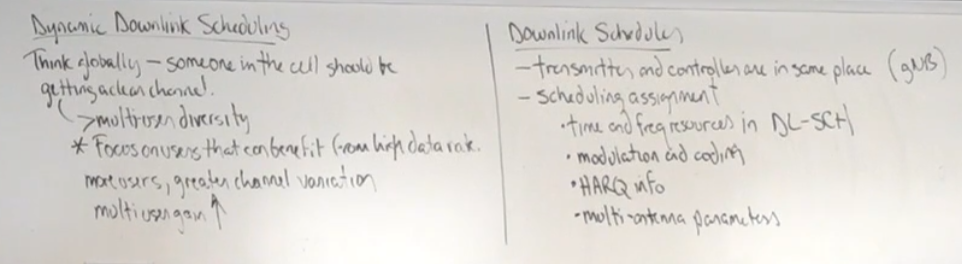 Dynamic Downlink Scheduling
Think globally – someone in the cell should be
getting a clean channel.
↳ > multiuser diversity
* Focus on users that can benefit from high data rate.
more users, greater channel variation
multiuser gain ↑
Downlink Scheduler
– transmitter and controller are in same place (gNB)
– scheduling assignment
• time and freq resources in DL-SCH
• modulation and coding
• HARQ info
• multi-antenna parameters